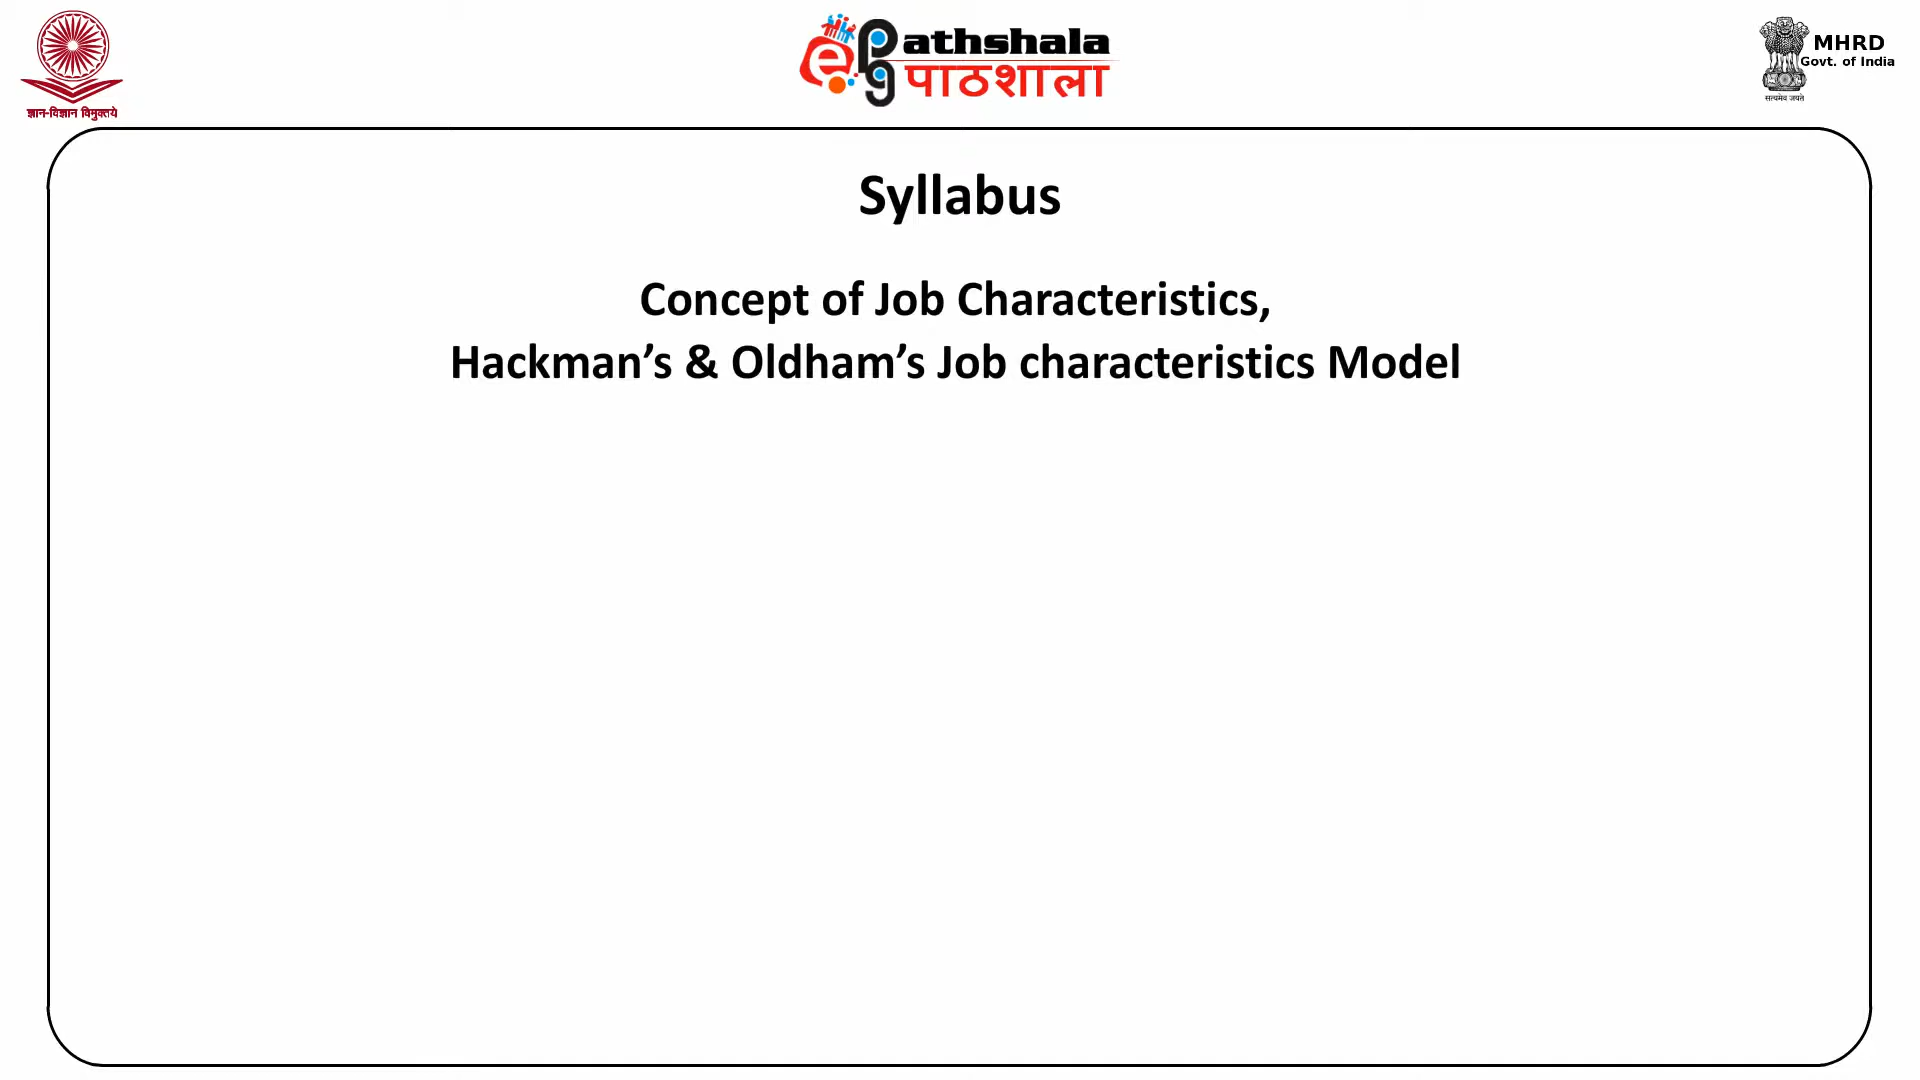 ज्ञान-विज्ञान विमुक्तये
e pg athshala
पाठशाला
MHRD
Govt. of India
सत्यमेव जयते
Syllabus
Concept of Job Characteristics,
Hackman’s & Oldham’s Job characteristics Model